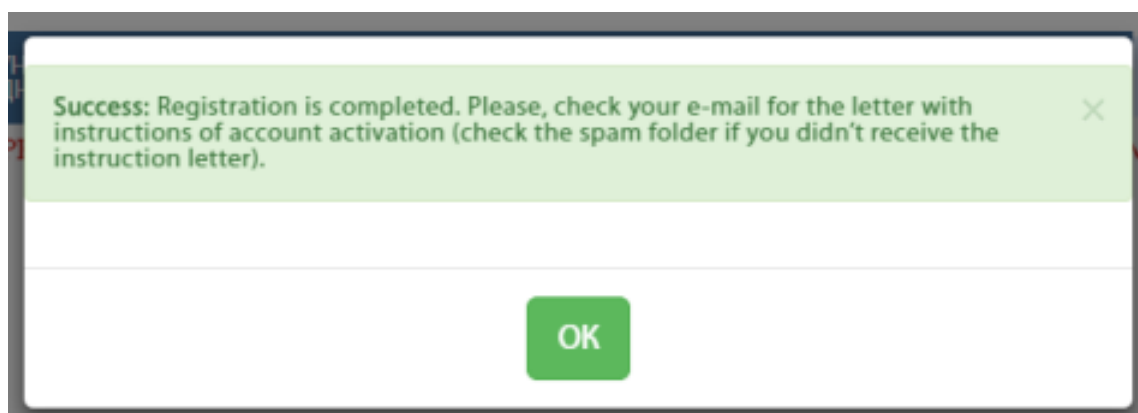 Success: Registration is completed. Please, check your e-mail for the letter with
instructions of account activation (check the spam folder if you didn't receive the
instruction letter).
OK